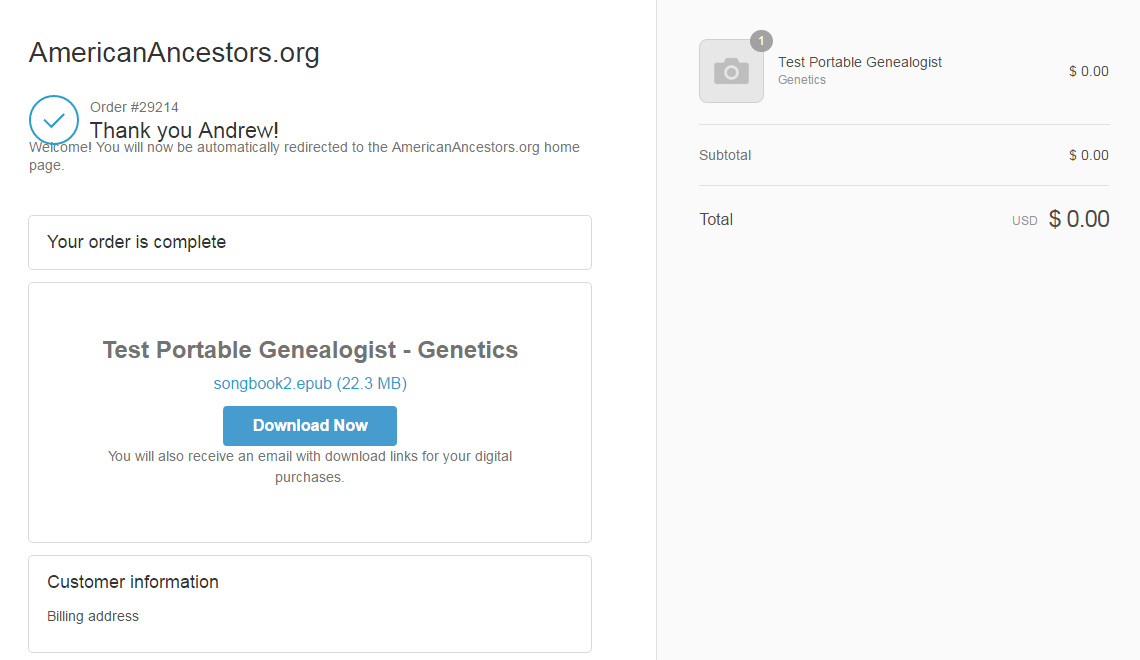 AmericanAncestors.org
Order #29214
Thank you Andrew!
Welcome! You will now be automatically redirected to the AmericanAncestors.org home
page.
Your order is complete
Test Portable Genealogist - Genetics
songbook2.epub (22.3 MB)
Download Now
You will also receive an email with download links for your digital
purchases.
Customer information
Billing address
1
Test Portable Genealogist
Genetics
$ 0.00
Subtotal
$ 0.00
Total
USD $ 0.00